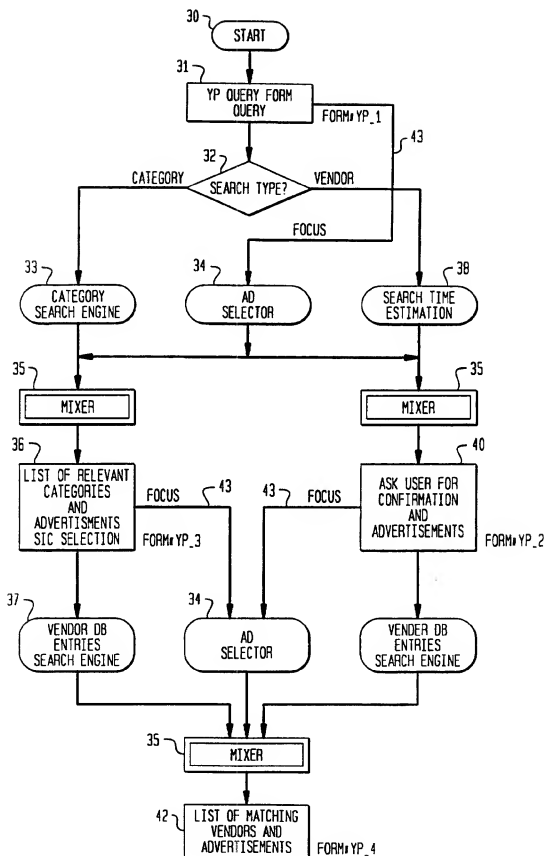 30
START
31
YP QUERY FORM
QUERY
FORM#YP_1
43
32
CATEGORY
SEARCH TYPE?
VENDOR
FOCUS
33
CATEGORY
SEARCH ENGINE
34
AD
SELECTOR
38
SEARCH TIME
ESTIMATION
35
MIXER
35
MIXER
36
LIST OF RELEVANT
CATEGORIES
AND
ADVERTISMENTS
SIC SELECTION
FORM#YP_3
FOCUS
43
43
FOCUS
40
ASK USER FOR
CONFIRMATION
AND
ADVERTISEMENTS
FORM#YP_2
37
VENDOR DB
ENTRIES
SEARCH ENGINE
34
AD
SELECTOR
VENDER DB
ENTRIES
SEARCH ENGINE
35
MIXER
42
LIST OF MATCHING
VENDORS AND
ADVERTISEMENTS
FORM#YP_4